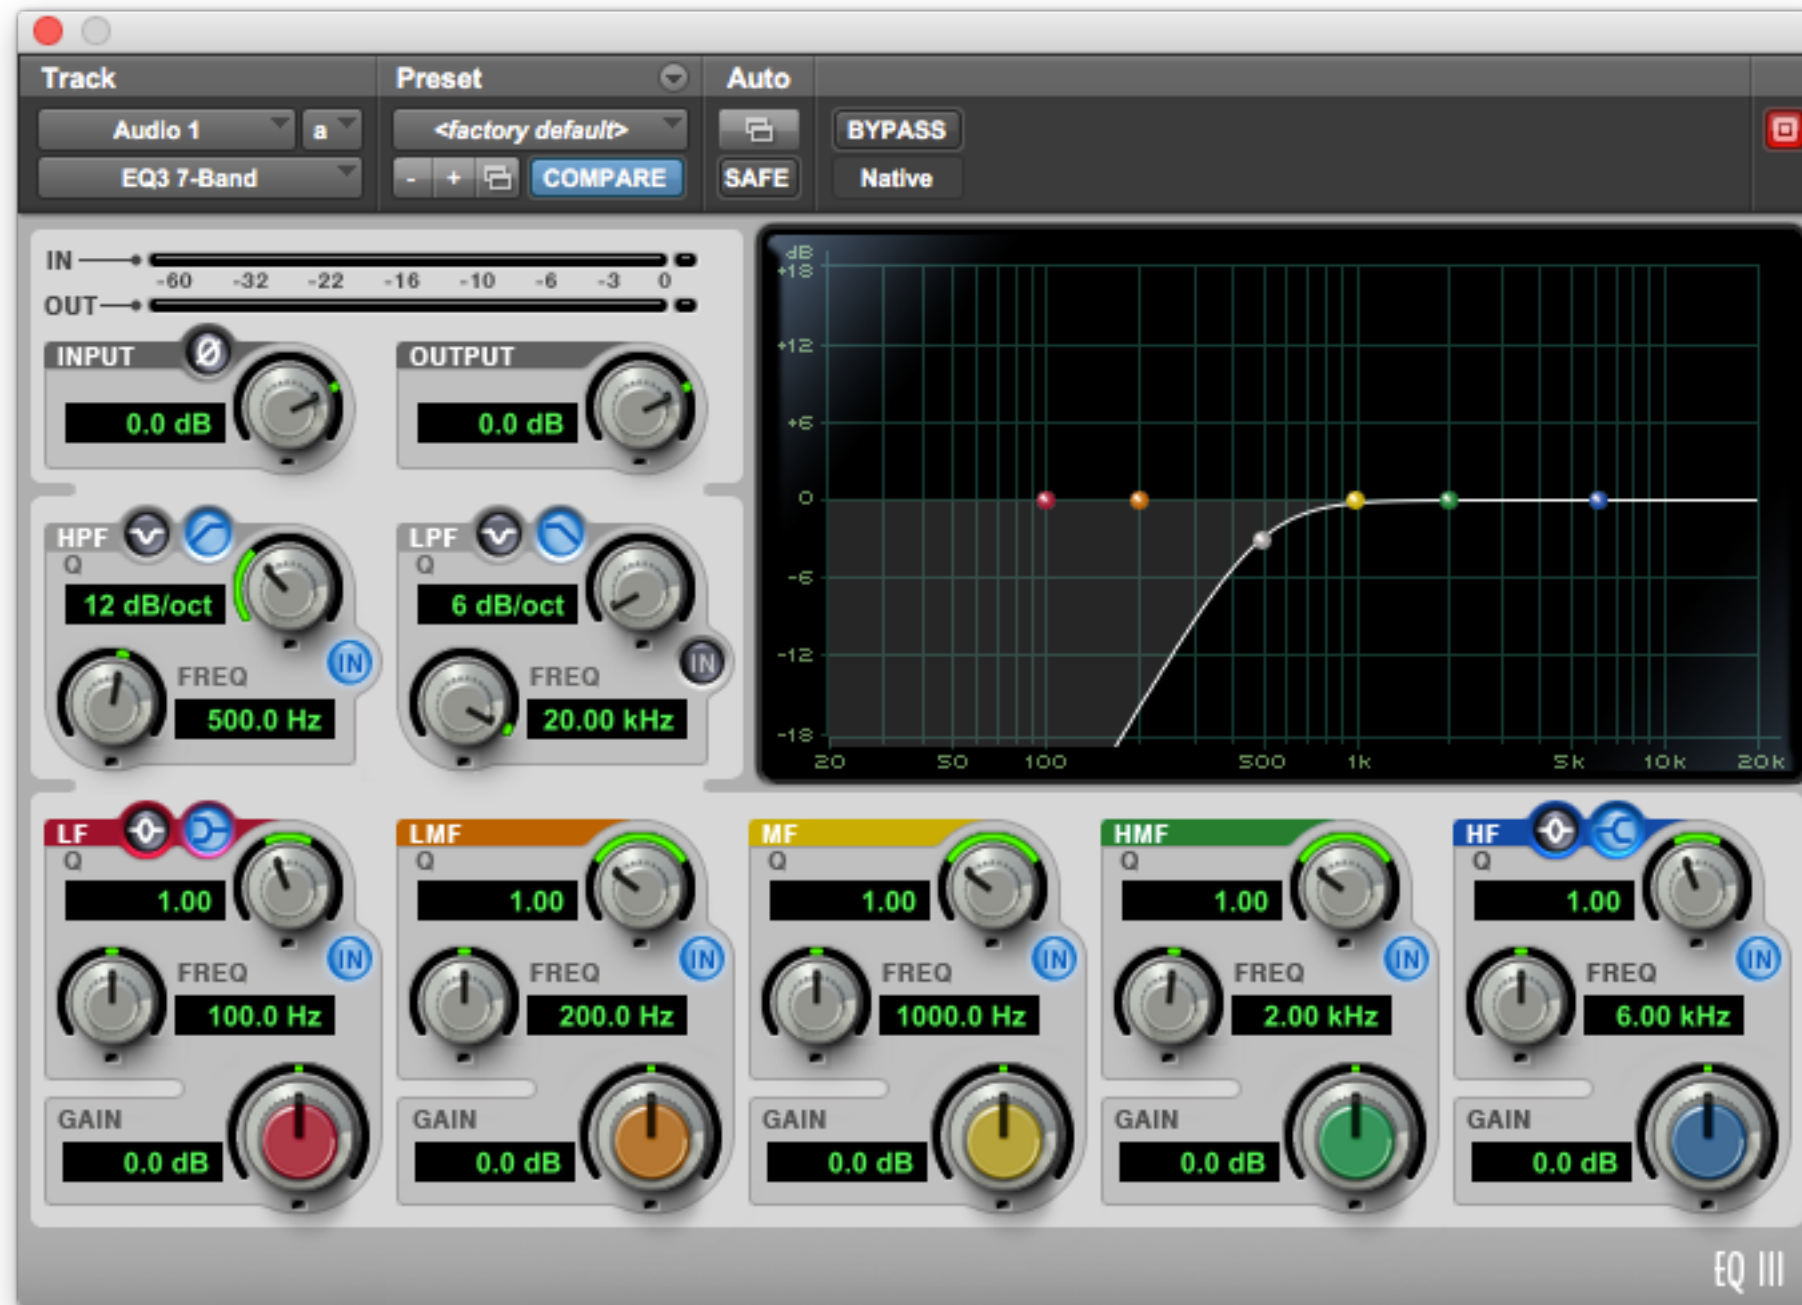 Track Preset Auto
Audio 1 a <factory default> BYPASS
EQ3 7-Band - + COMPARE SAFE Native
IN
-60 -32 -22 -16 -10 -6 -3 0
OUT
INPUT Ø OUTPUT
0.0 dB 0.0 dB
HPF LPF
Q Q
12 dB/oct 6 dB/oct
IN IN
FREQ FREQ
500.0 Hz 20.00 kHz
dB
+18
+12
+6
0
-6
-12
-18
20 50 100 500 1k 5k 10k 20k
LF LMF MF HMF HF
Q Q Q Q Q
1.00 1.00 1.00 1.00 1.00
IN IN IN IN IN
FREQ FREQ FREQ FREQ FREQ
100.0 Hz 200.0 Hz 1000.0 Hz 2.00 kHz 6.00 kHz
GAIN GAIN GAIN GAIN GAIN
0.0 dB 0.0 dB 0.0 dB 0.0 dB 0.0 dB
EQ III